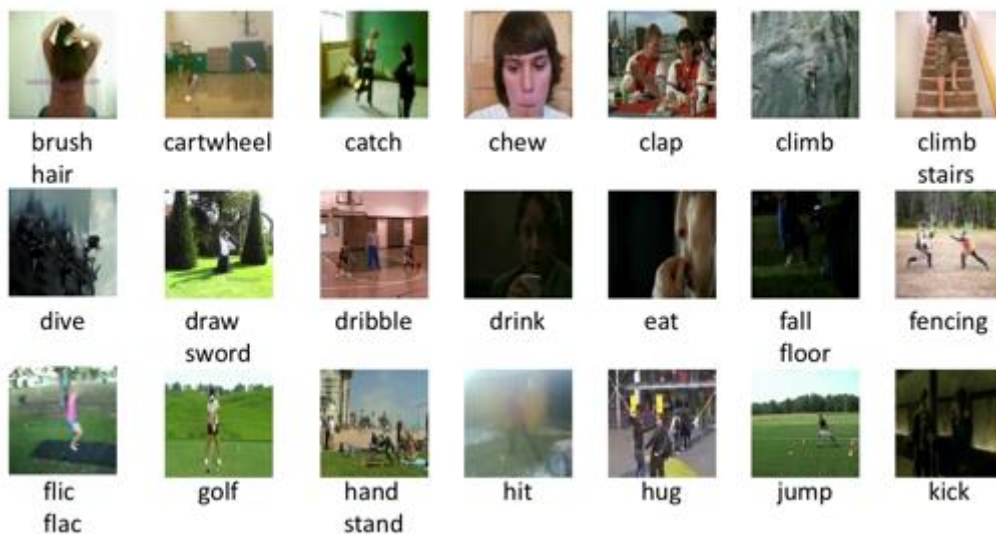 brush hair
cartwheel
catch
chew
clap
climb
climb stairs
dive
draw sword
dribble
drink
eat
fall floor
fencing
flic flac
golf
hand stand
hit
hug
jump
kick